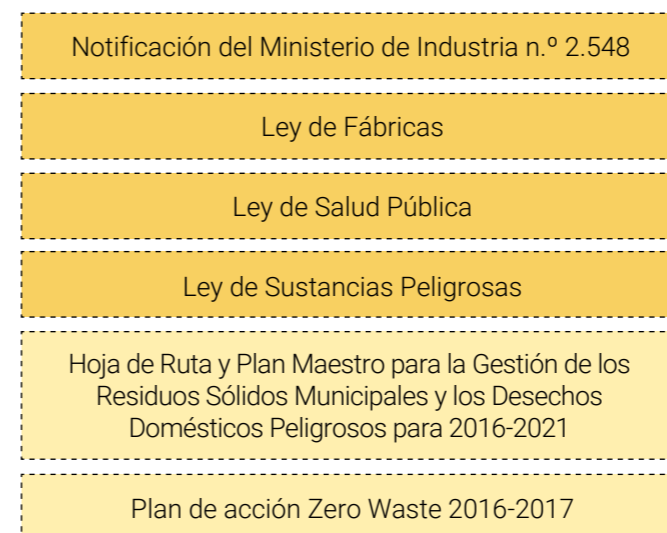 Notificación del Ministerio de Industria n.º 2.548
Ley de Fábricas
Ley de Salud Pública
Ley de Sustancias Peligrosas
Hoja de Ruta y Plan Maestro para la Gestión de los
Residuos Sólidos Municipales y los Desechos
Domésticos Peligrosos para 2016-2021
Plan de acción Zero Waste 2016-2017